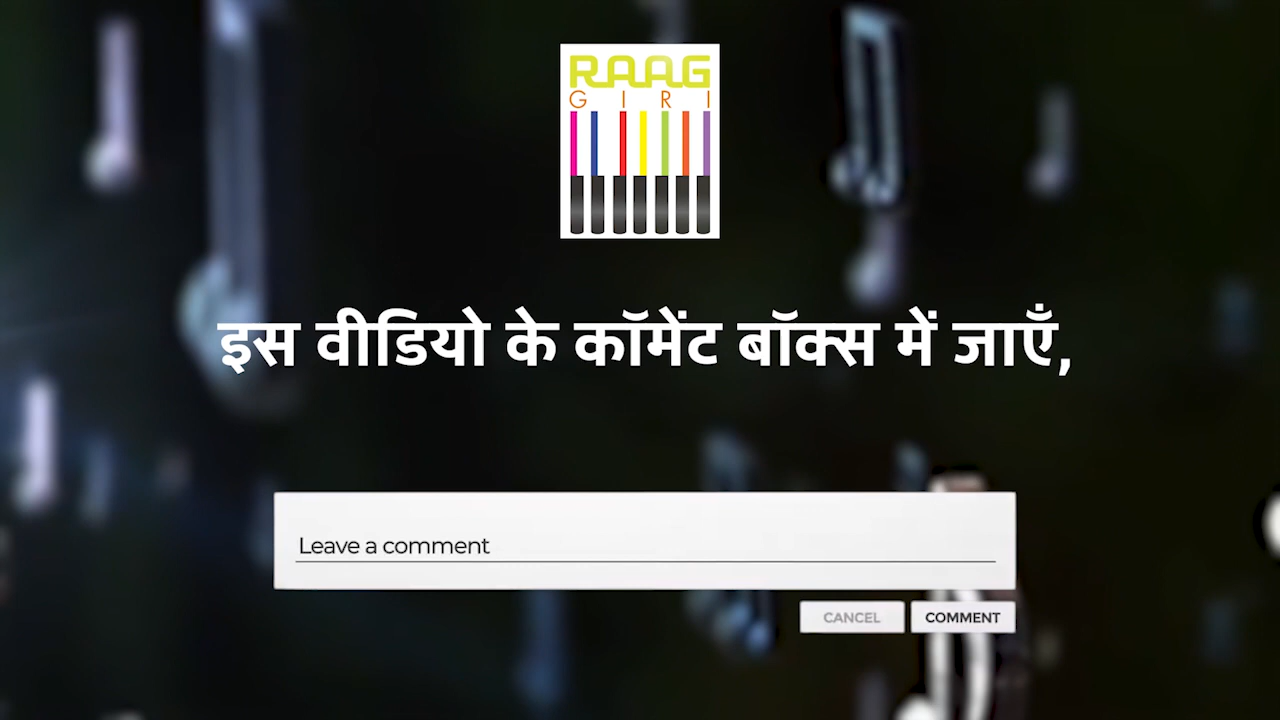 RAAG
GIRI
इस वीडियो के कॉमेंट बॉक्स में जाएँ,
Leave a comment
CANCEL
COMMENT